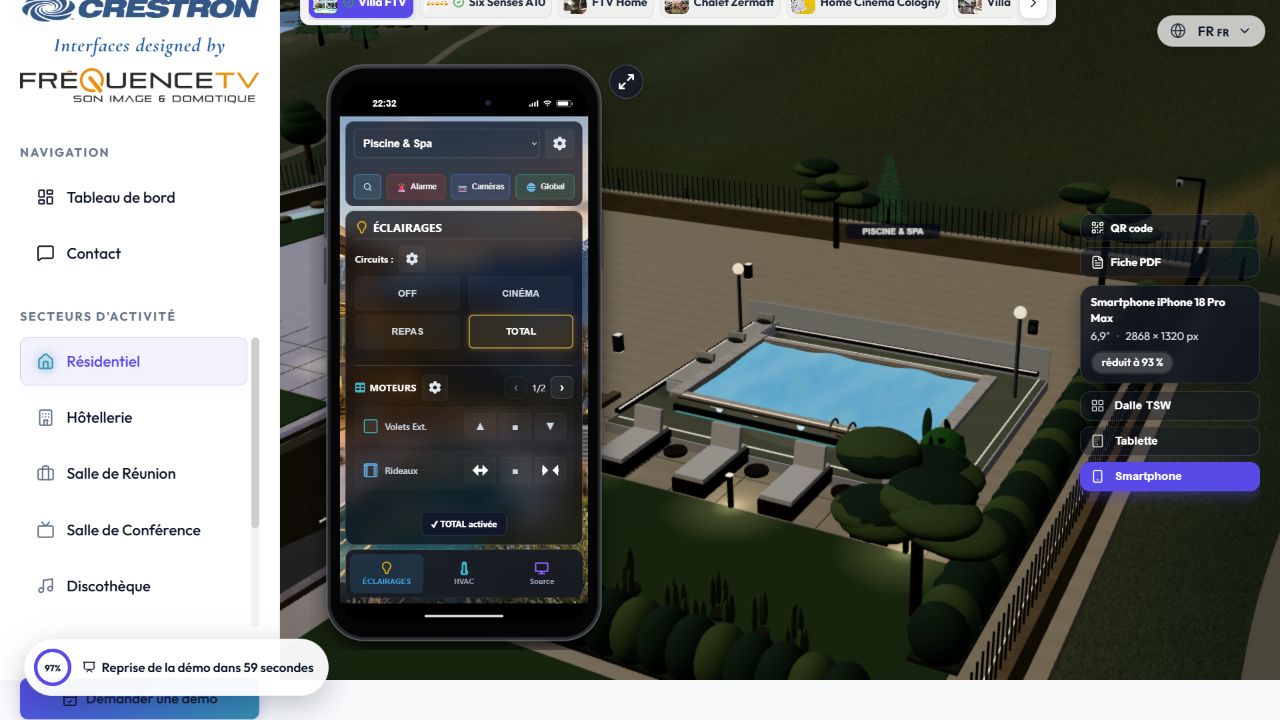 CRESTRON
Interfaces designed by
FRÉQUENCETV
SON IMAGE & DOMOTIQUE
NAVIGATION
Tableau de bord
Contact
SECTEURS D'ACTIVITÉ
Résidentiel
Hôtellerie
Salle de Réunion
Salle de Conférence
Discothèque
97%
Reprise de la démo dans 59 secondes
Demander une démo
Villa FTV
Six Senses A10
FTV Home
Chalet Zermatt
Home Cinema Cologny
Villa
FR FR
22:32
Piscine & Spa
Alarme
Caméras
Global
ÉCLAIRAGES
Circuits :
OFF
CINÉMA
REPAS
TOTAL
MOTEURS
1/2
Volets Ext.
Rideaux
✓ TOTAL activée
ÉCLAIRAGES
HVAC
Source
PISCINE & SPA
QR code
Fiche PDF
Smartphone iPhone 18 Pro
Max
6,9″ · 2868 × 1320 px
réduit à 93 %
Dalle TSW
Tablette
Smartphone